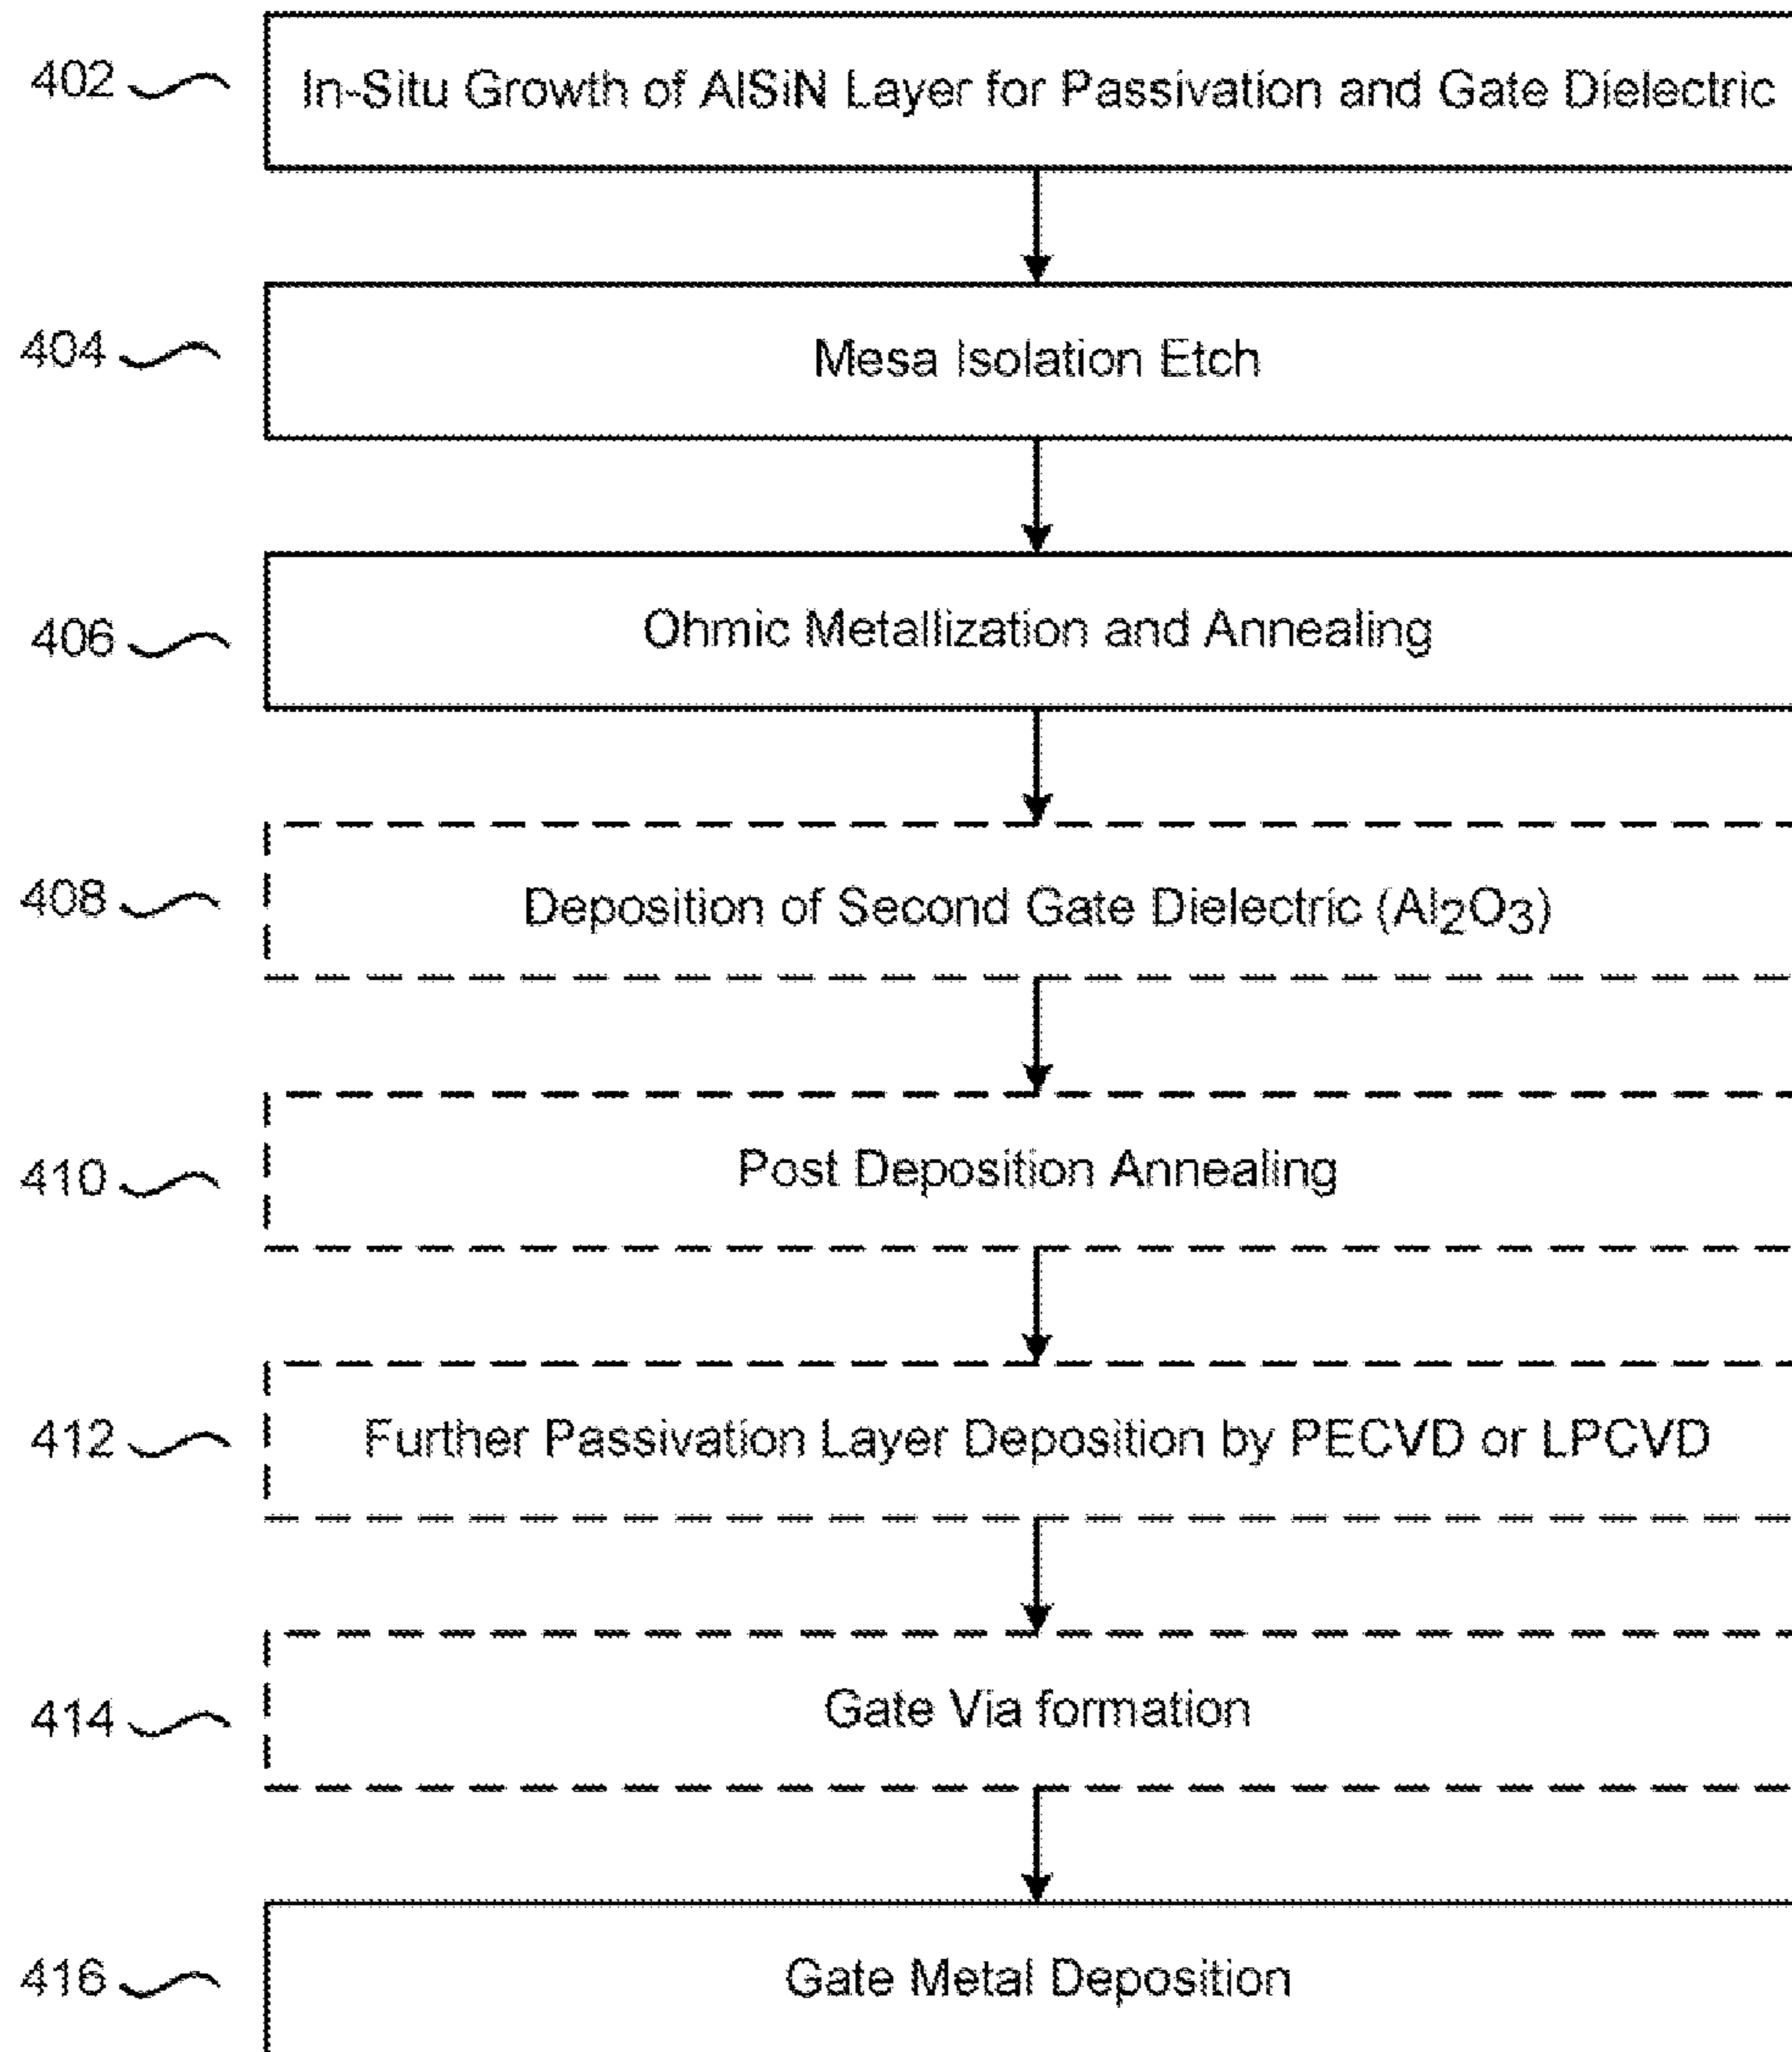 402 In-Situ Growth of AlSiN Layer for Passivation and Gate Dielectric
404 Mesa Isolation Etch
406 Ohmic Metallization and Annealing
408 Deposition of Second Gate Dielectric (Al₂O₃)
410 Post Deposition Annealing
412 Further Passivation Layer Deposition by PECVD or LPCVD
414 Gate Via formation
416 Gate Metal Deposition